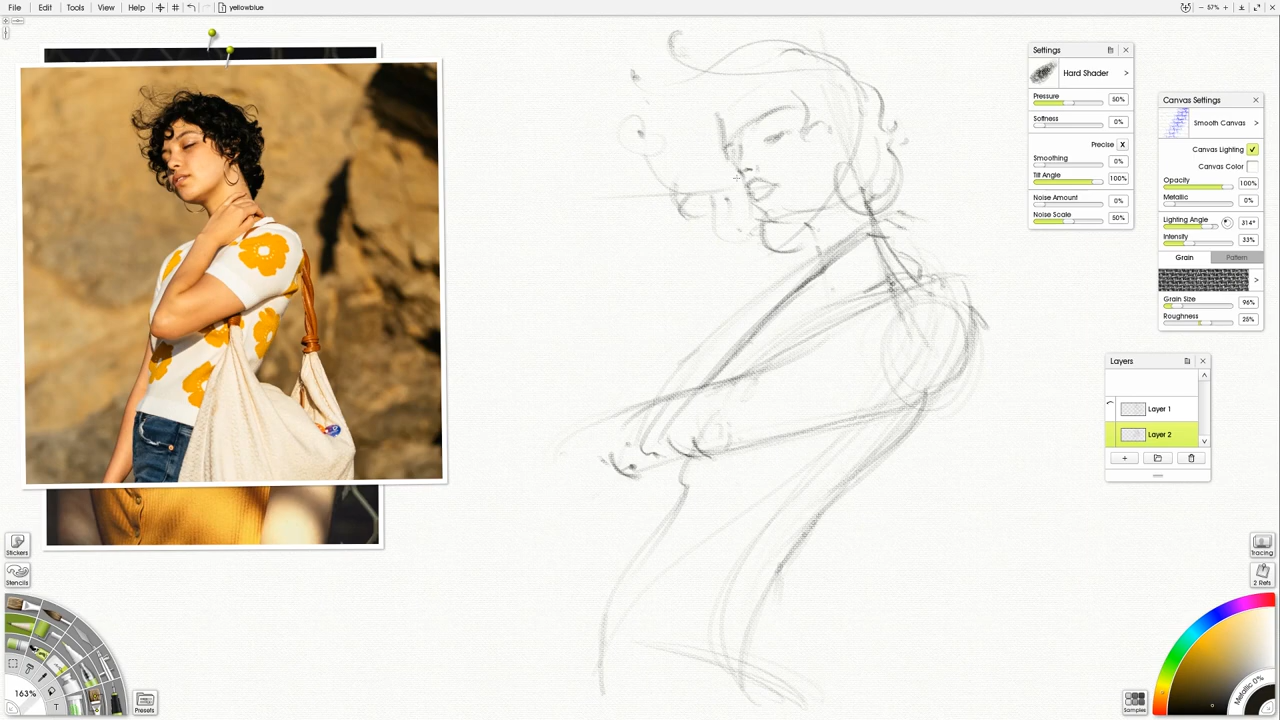 File Edit Tools View Help yellowblue 57%
Settings
Hard Shader >
Pressure 50%
Softness 0%
Precise X
Smoothing 0%
Tilt Angle 100%
Noise Amount 0%
Noise Scale 50%
Canvas Settings
Smooth Canvas >
Canvas Lighting
Canvas Color
Opacity 100%
Metallic 0%
Lighting Angle 314°
Intensity 33%
Grain Pattern
Grain Size 96%
Roughness 25%
Layers
Layer 1
Layer 2
Stickers
Stencils
Tracing
2 Refs
163%
T
Presets
Samples